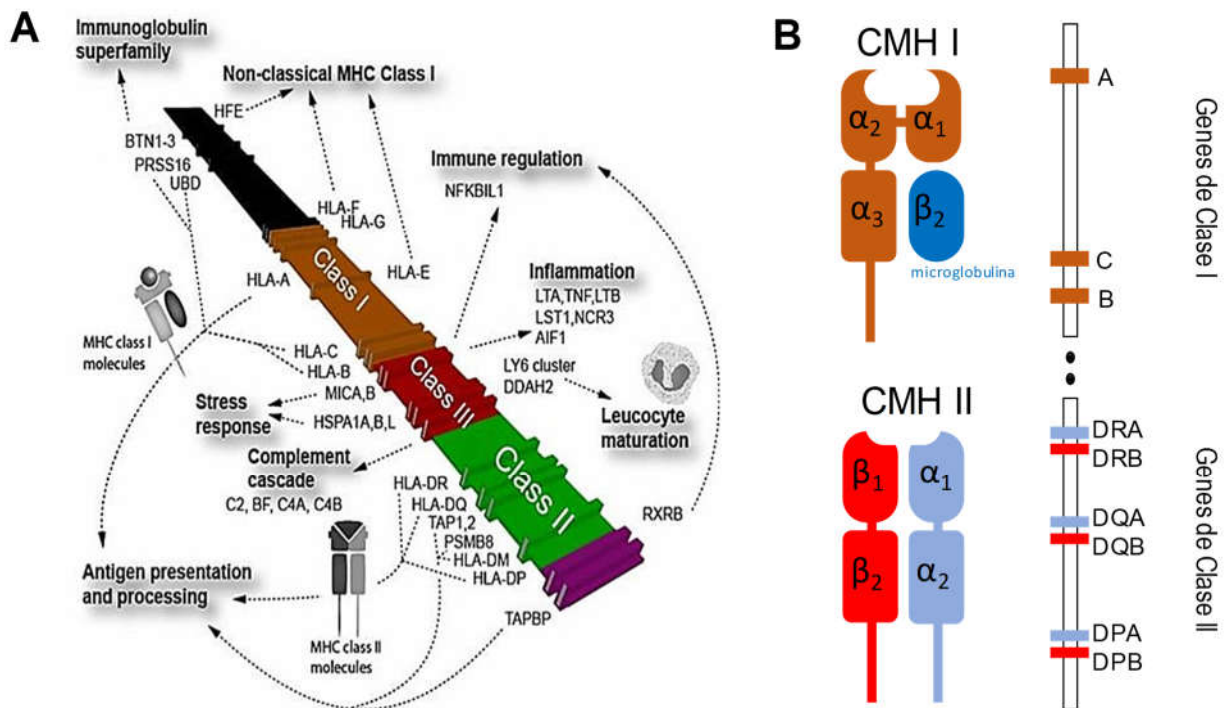 A
Immunoglobulin
superfamily
Non-classical MHC Class I
HFE
BTN1-3
PRSS16
UBD
Immune regulation
NFKBIL1
HLA-F
HLA-G
HLA-E
Class I
HLA-A
MHC class I
molecules
Inflammation
LTA,TNF,LTB
LST1,NCR3
AIF1
LY6 cluster
DDAH2
Leucocyte
maturation
HLA-C
HLA-B
MICA,B
HSPA1A,B,L
Stress
response
Class III
Complement
cascade
C2, BF, C4A, C4B
Class II
HLA-DR
HLA-DQ
TAP1,2
PSMB8
HLA-DM
HLA-DP
RXRB
TAPBP
Antigen presentation
and processing
MHC class II
molecules
B
CMH I
α2
α1
α3
β2
microglobulina
A
C
B
Genes de Clase I
CMH II
β1
α1
β2
α2
DRA
DRB
DQA
DQB
DPA
DPB
Genes de Clase II